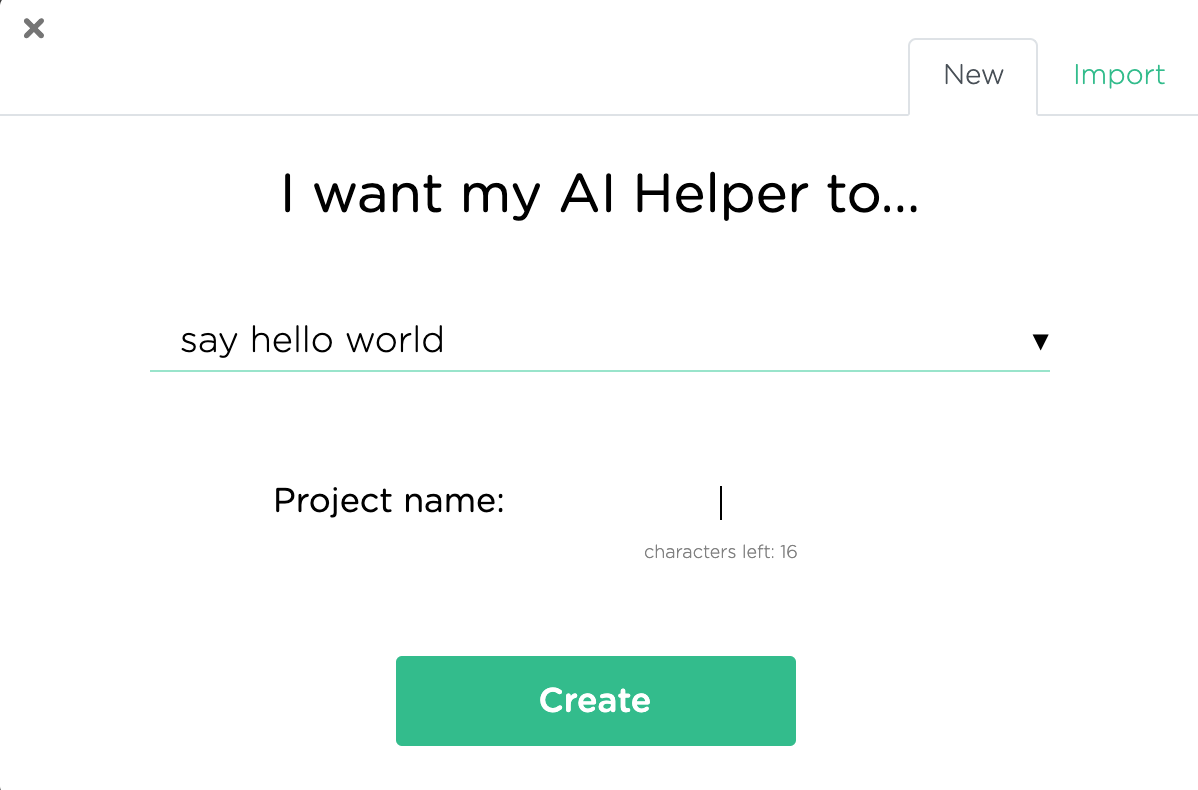 New
Import
I want my AI Helper to...
say hello world
Project name:
characters left: 16
Create